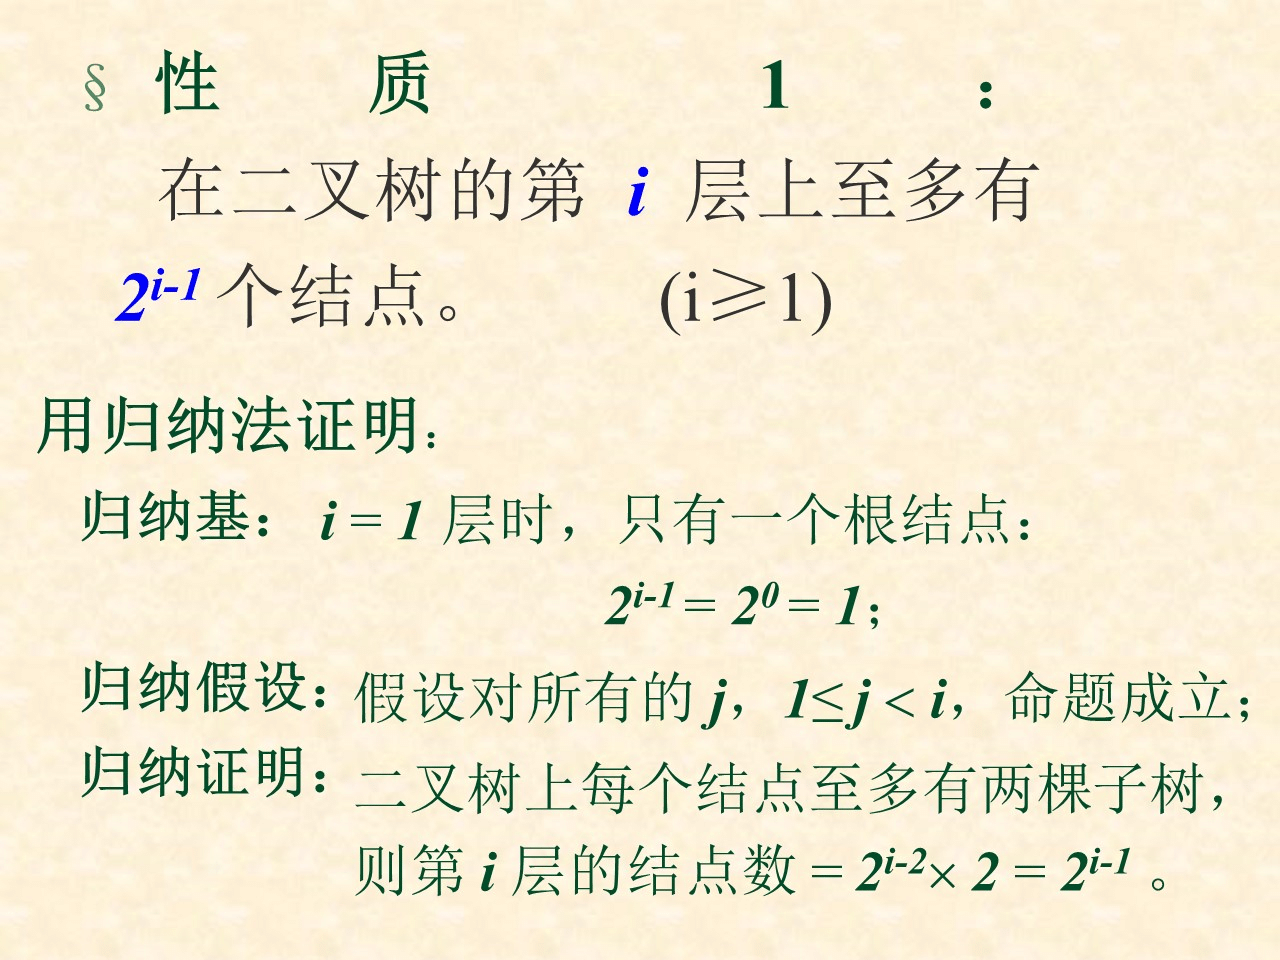 § 性 质 1 ：
在二叉树的第 i 层上至多有
2^{i-1} 个结点。 (i≥1)
用归纳法证明：
归纳基： i = 1 层时，只有一个根结点：
2^{i-1} = 2^0 = 1；
归纳假设：假设对所有的 j，1≤ j < i，命题成立；
归纳证明：二叉树上每个结点至多有两棵子树，
则第 i 层的结点数 = 2^{i-2}× 2 = 2^{i-1} 。